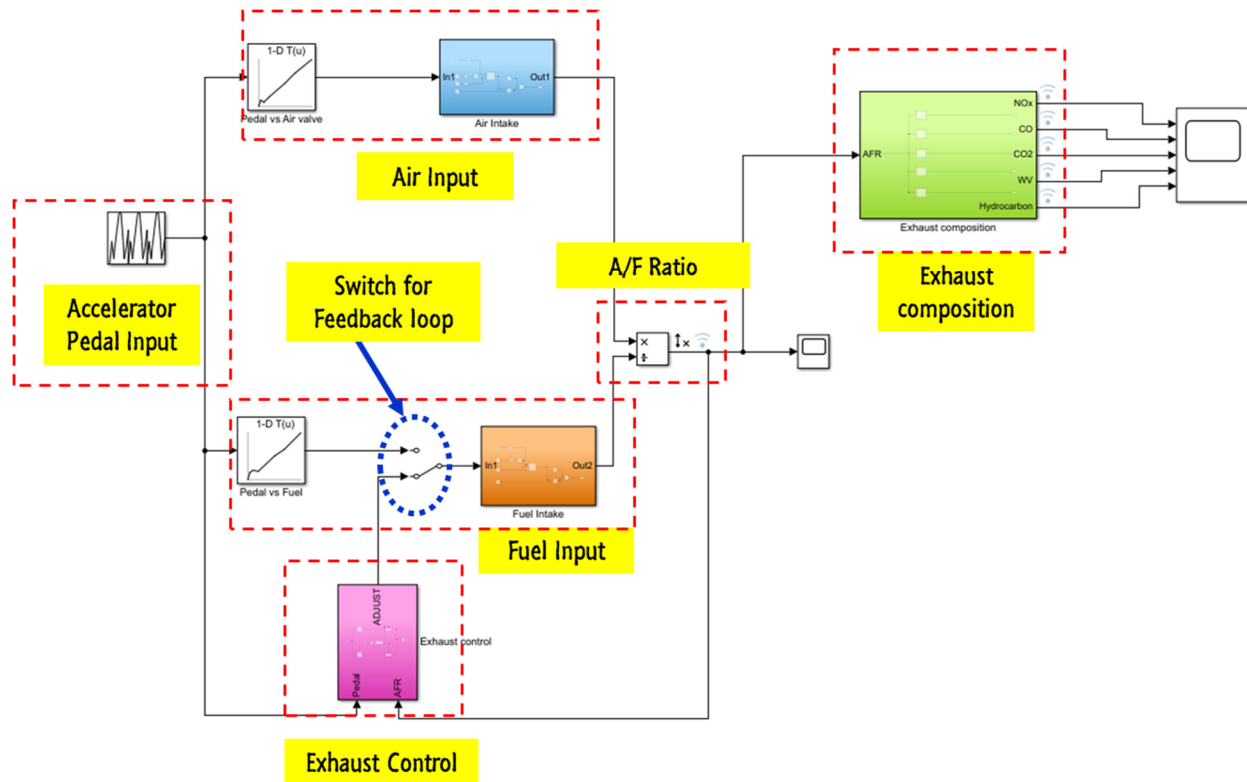 1-D T(u)
Pedal vs Air valve
In1
Out1
Air Intake
Air Input
Accelerator
Pedal Input
Switch for
Feedback loop
A/F Ratio
AFR
NOx
CO
CO2
WV
Hydrocarbon
Exhaust composition
Exhaust
composition
×
÷
1-D T(u)
Pedal vs Fuel
In1
Out2
Fuel Intake
Fuel Input
ADJUST
Exhaust control
Pedal
AFR
Exhaust Control